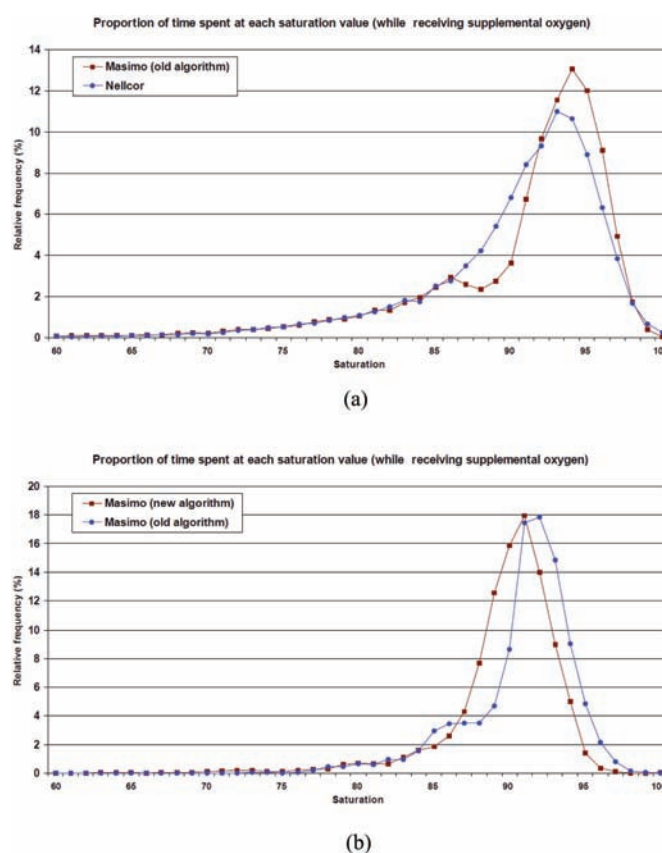 Proportion of time spent at each saturation value (while receiving supplemental oxygen)
14
12
10
8
6
4
2
0
Relative frequency (%)
Masimo (old algorithm)
Nellcor
60 65 70 75 80 85 90 95 100
Saturation
(a)
Proportion of time spent at each saturation value (while receiving supplemental oxygen)
20
18
16
14
12
10
8
6
4
2
0
Relative frequency (%)
Masimo (new algorithm)
Masimo (old algorithm)
60 65 70 75 80 85 90 95 100
Saturation
(b)